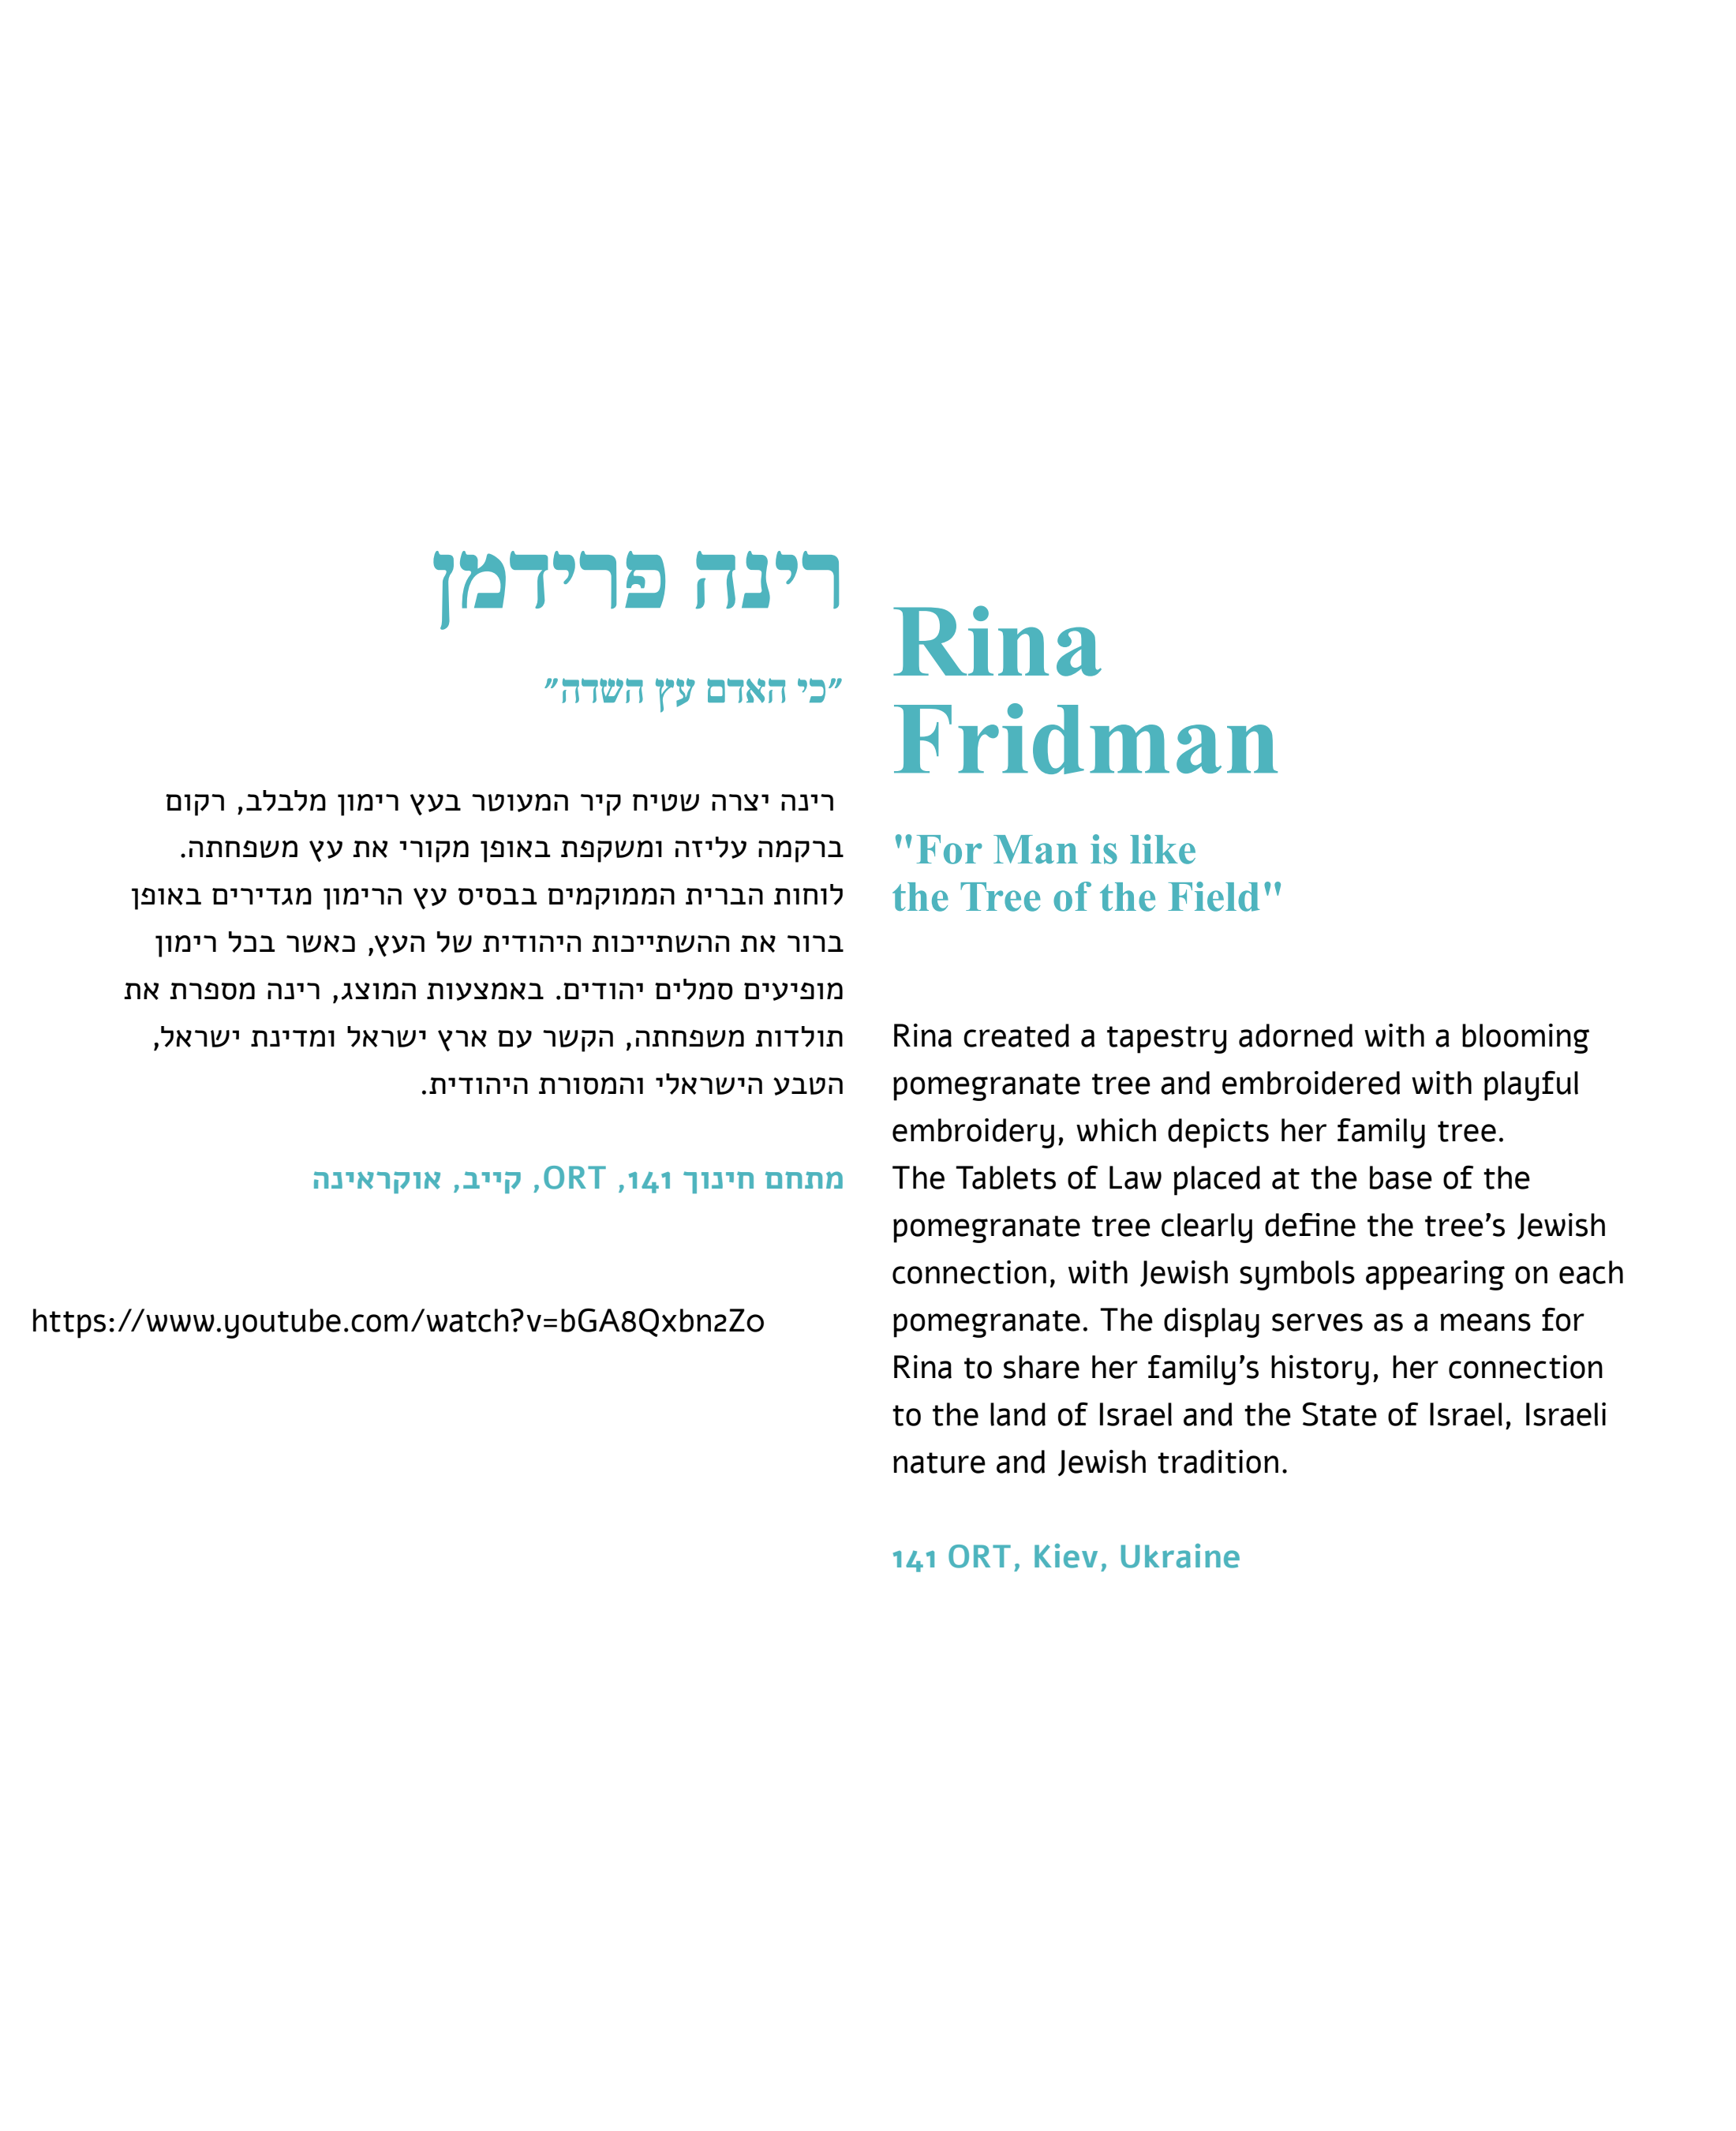 רינה פרידמן
"כי האדם עץ השדה"
רינה יצרה שטיח קיר המעוטר בעץ רימון מלבלב, רקום
ברקמה עליזה ומשקפת באופן מקורי את עץ משפחתה.
לוחות הברית הממוקמים בבסיס עץ הרימון מגדירים באופן
ברור את ההשתייכות היהודית של העץ, כאשר בכל רימון
מופיעים סמלים יהודים. באמצעות המוצג, רינה מספרת את
תולדות משפחתה, הקשר עם ארץ ישראל ומדינת ישראל,
הטבע הישראלי והמסורת היהודית.
מתחם חינוך 141, ORT, קייב, אוקראינה
https://www.youtube.com/watch?v=bGA8Qxbn2Zo
Rina
Fridman
"For Man is like
the Tree of the Field"
Rina created a tapestry adorned with a blooming
pomegranate tree and embroidered with playful
embroidery, which depicts her family tree.
The Tablets of Law placed at the base of the
pomegranate tree clearly define the tree's Jewish
connection, with Jewish symbols appearing on each
pomegranate. The display serves as a means for
Rina to share her family's history, her connection
to the land of Israel and the State of Israel, Israeli
nature and Jewish tradition.
141 ORT, Kiev, Ukraine